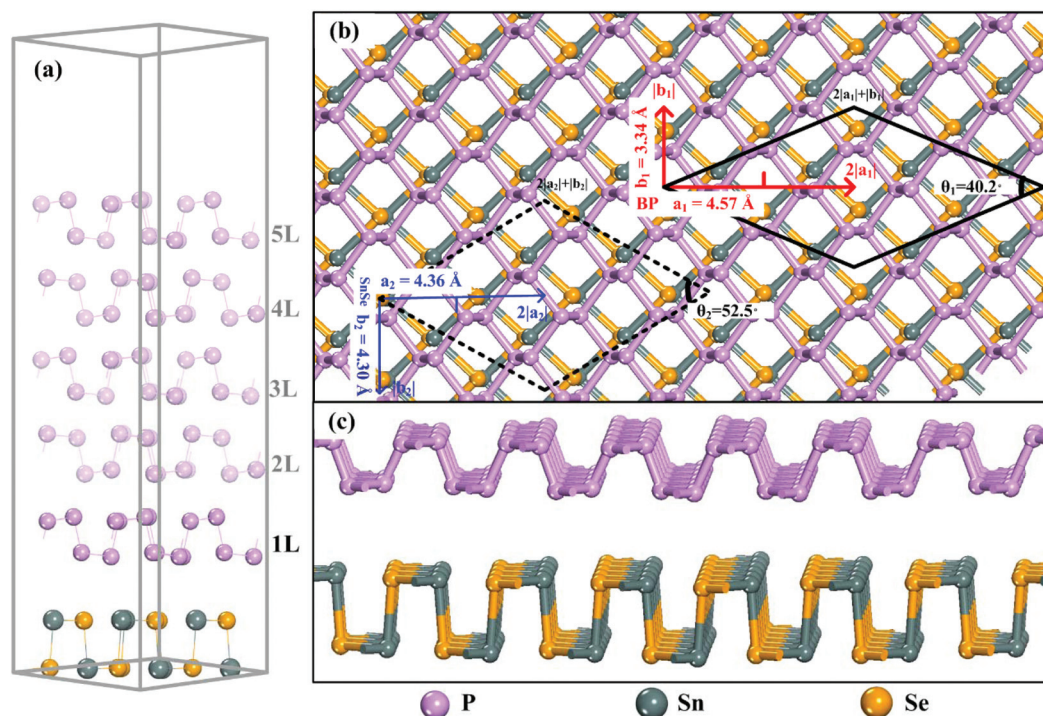 (a)
5L
4L
3L
2L
1L
(b)
|b₁|
b₁ = 3.34 Å
2|a₁|+|b₁|
2|a₁|
BP a₁ = 4.57 Å
θ₁=40.2°
2|a₂|+|b₂|
a₂ = 4.36 Å
2|a₂|
SnSe b₂ = 4.30 Å
|b₂|
θ₂=52.5°
(c)
P Sn Se